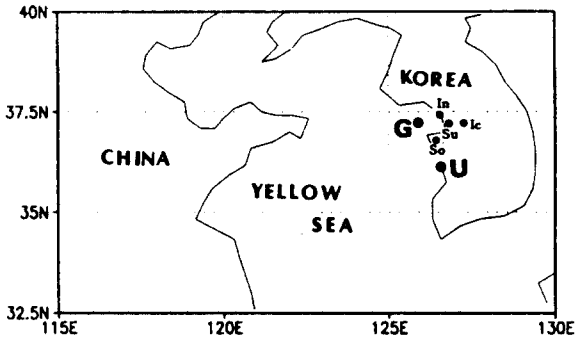 40N
KOREA
In
37.5N
G
Su
Ic
So
CHINA
U
YELLOW
SEA
35N
32.5N
115E
120E
125E
130E